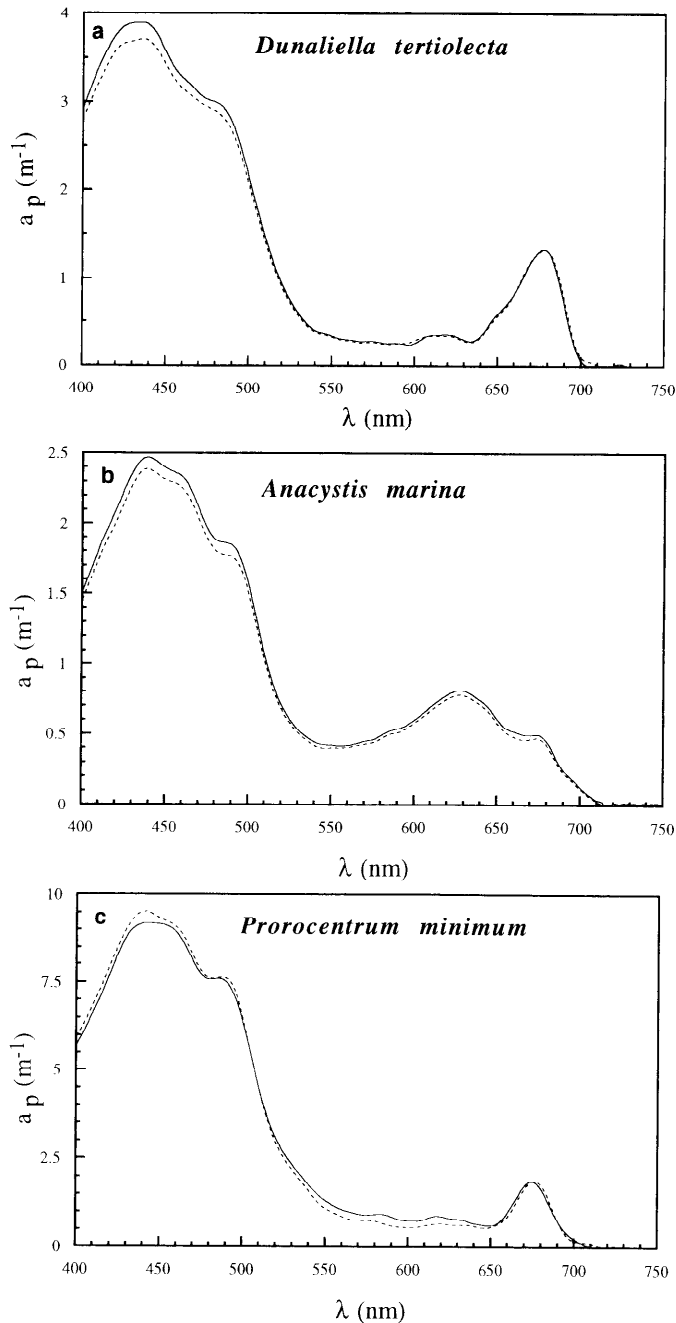 a
Dunaliella tertiolecta
4
3
2
1
0
a p (m-1)
400 450 500 550 600 650 700 750
λ (nm)
b
Anacystis marina
2.5
2
1.5
1
0.5
0
a p (m-1)
400 450 500 550 600 650 700 750
λ (nm)
c
Prorocentrum minimum
10
7.5
5
2.5
0
a p (m-1)
400 450 500 550 600 650 700 750
λ (nm)